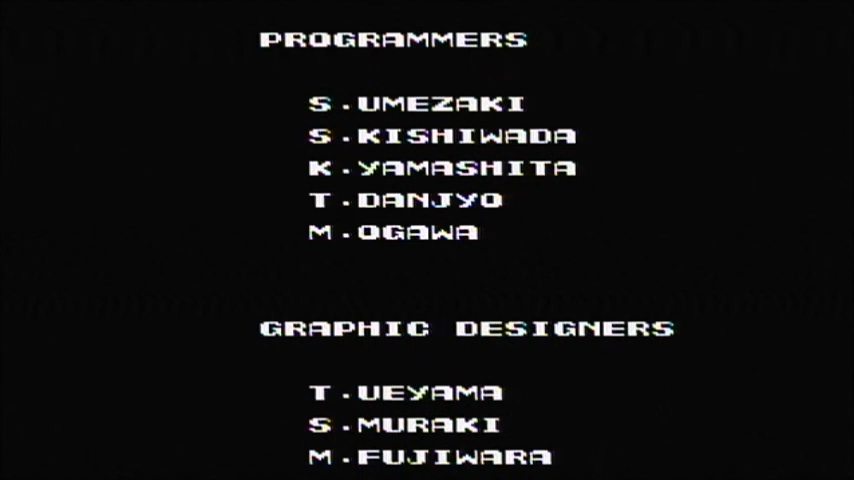 PROGRAMMERS
S.UMEZAKI
S.KISHIWADA
K.YAMASHITA
T.DANJYO
M.OGAWA
GRAPHIC DESIGNERS
T.UEYAMA
S.MURAKI
M.FUJIWARA